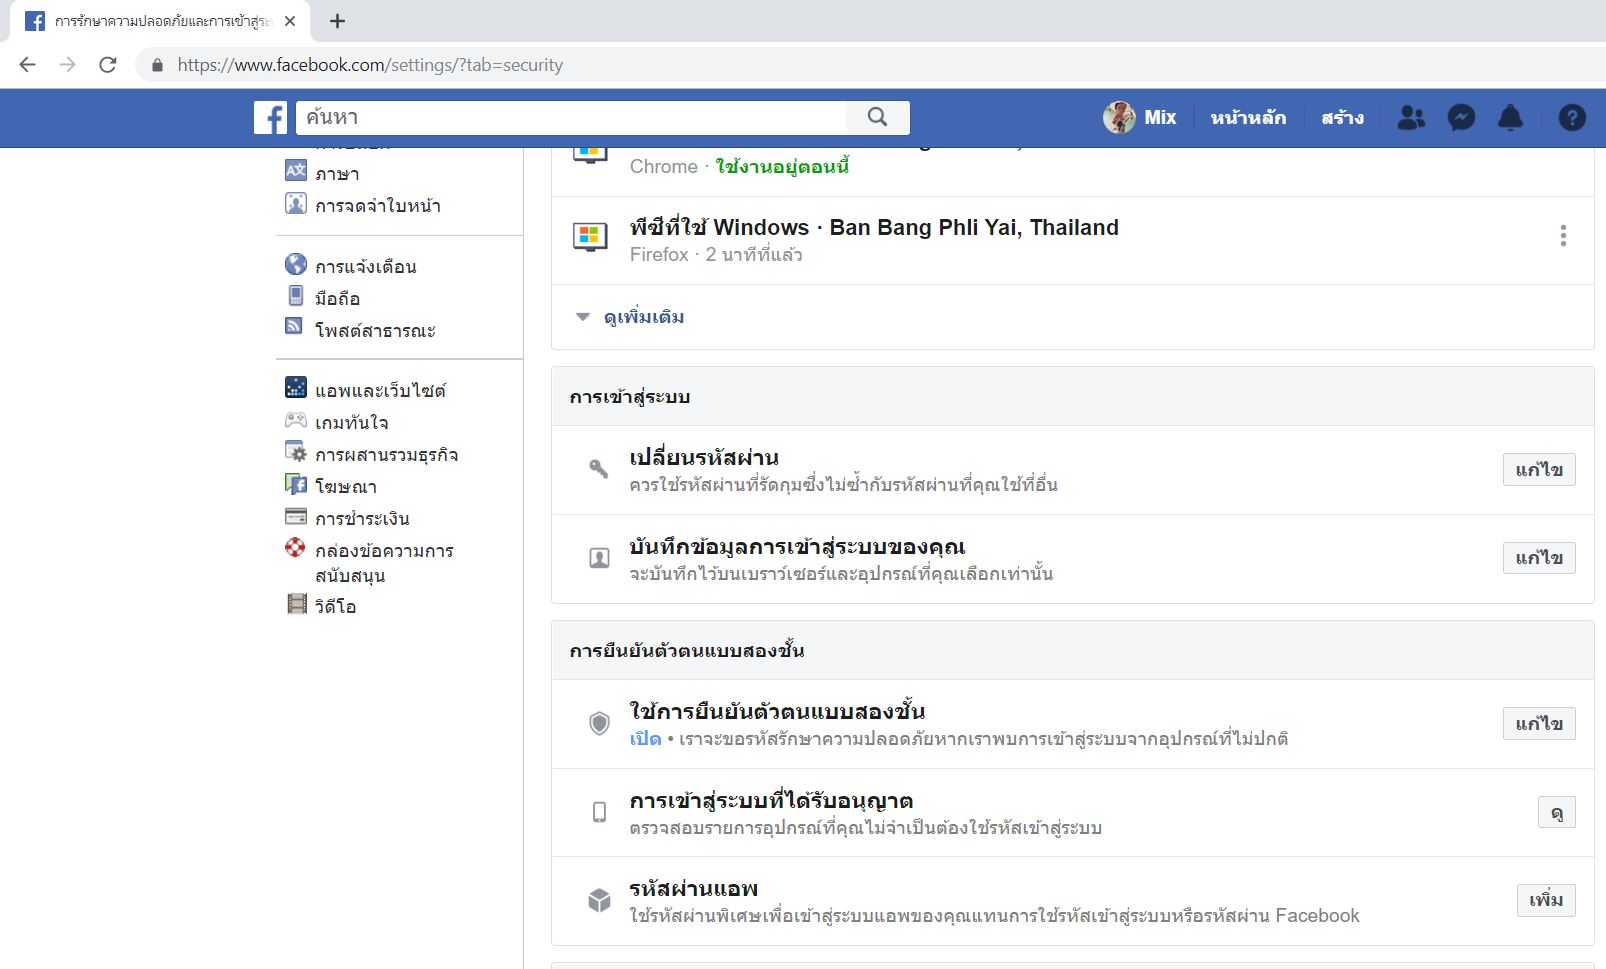 การรักษาความปลอดภัยและการเข้าสู่ระบ
https://www.facebook.com/settings/?tab=security
ค้นหา
Mix
หน้าหลัก
สร้าง
ภาษา
การจดจำใบหน้า
การแจ้งเตือน
มือถือ
โพสต์สาธารณะ
แอพและเว็บไซต์
เกมทันใจ
การผสานรวมธุรกิจ
โฆษณา
การชำระเงิน
กล่องข้อความการ
สนับสนุน
วิดีโอ
Chrome · ใช้งานอยู่ตอนนี้
พีซีที่ใช้ Windows · Ban Bang Phli Yai, Thailand
Firefox · 2 นาทีที่แล้ว
ดูเพิ่มเติม
การเข้าสู่ระบบ
เปลี่ยนรหัสผ่าน
ควรใช้รหัสผ่านที่รัดกุมซึ่งไม่ซ้ำกับรหัสผ่านที่คุณใช้ที่อื่น
แก้ไข
บันทึกข้อมูลการเข้าสู่ระบบของคุณ
จะบันทึกไว้บนเบราว์เซอร์และอุปกรณ์ที่คุณเลือกเท่านั้น
แก้ไข
การยืนยันตัวตนแบบสองชั้น
ใช้การยืนยันตัวตนแบบสองชั้น
เปิด • เราจะขอรหัสรักษาความปลอดภัยหากเราพบการเข้าสู่ระบบจากอุปกรณ์ที่ไม่ปกติ
แก้ไข
การเข้าสู่ระบบที่ได้รับอนุญาต
ตรวจสอบรายการอุปกรณ์ที่คุณไม่จำเป็นต้องใช้รหัสเข้าสู่ระบบ
ดู
รหัสผ่านแอพ
ใช้รหัสผ่านพิเศษเพื่อเข้าสู่ระบบแอพของคุณแทนการใช้รหัสเข้าสู่ระบบหรือรหัสผ่าน Facebook
เพิ่ม